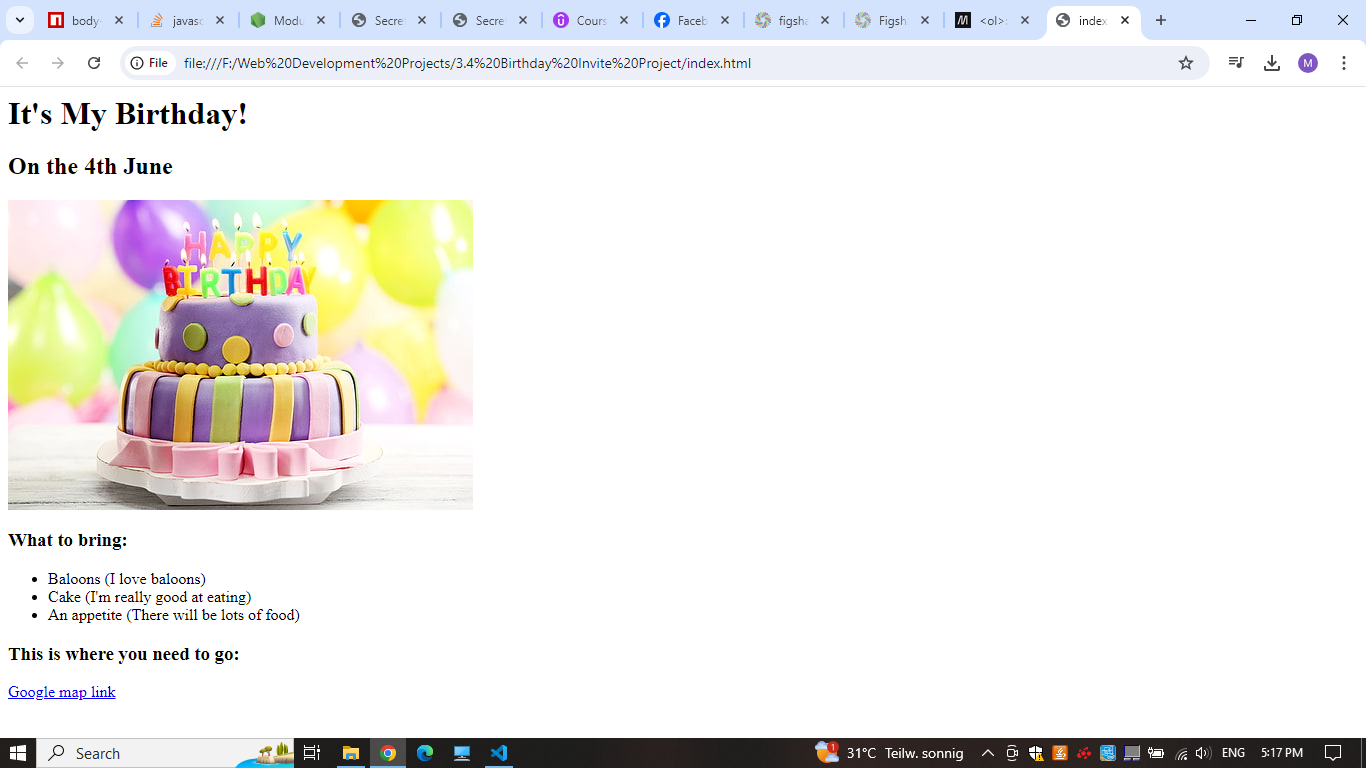 body-
javasc
Modu
Secre
Secre
Cours
Faceb
figsha
Figsh
<ol>:
index
File
file:///F:/Web%20Development%20Projects/3.4%20Birthday%20Invite%20Project/index.html
M
It's My Birthday!
On the 4th June
HAPPY
BIRTHDAY
What to bring:
Baloons (I love baloons)
Cake (I'm really good at eating)
An appetite (There will be lots of food)
This is where you need to go:
Google map link
Search
1
31°C Teilw. sonnig
ENG
5:17 PM